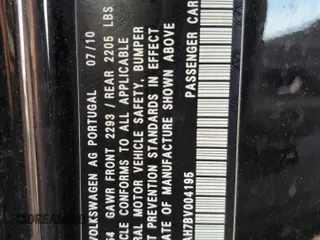 VOLKSWAGEN AG PORTUGAL 07/10
GAWR FRONT 2293 / REAR 2205 LBS.
CONFORMS TO ALL APPLICABLE
MOTOR VEHICLE SAFETY, BUMPER
PREVENTION STANDARDS IN EFFECT
OF MANUFACTURE SHOWN ABOVE
AH7BV004195 PASSENGER CAR